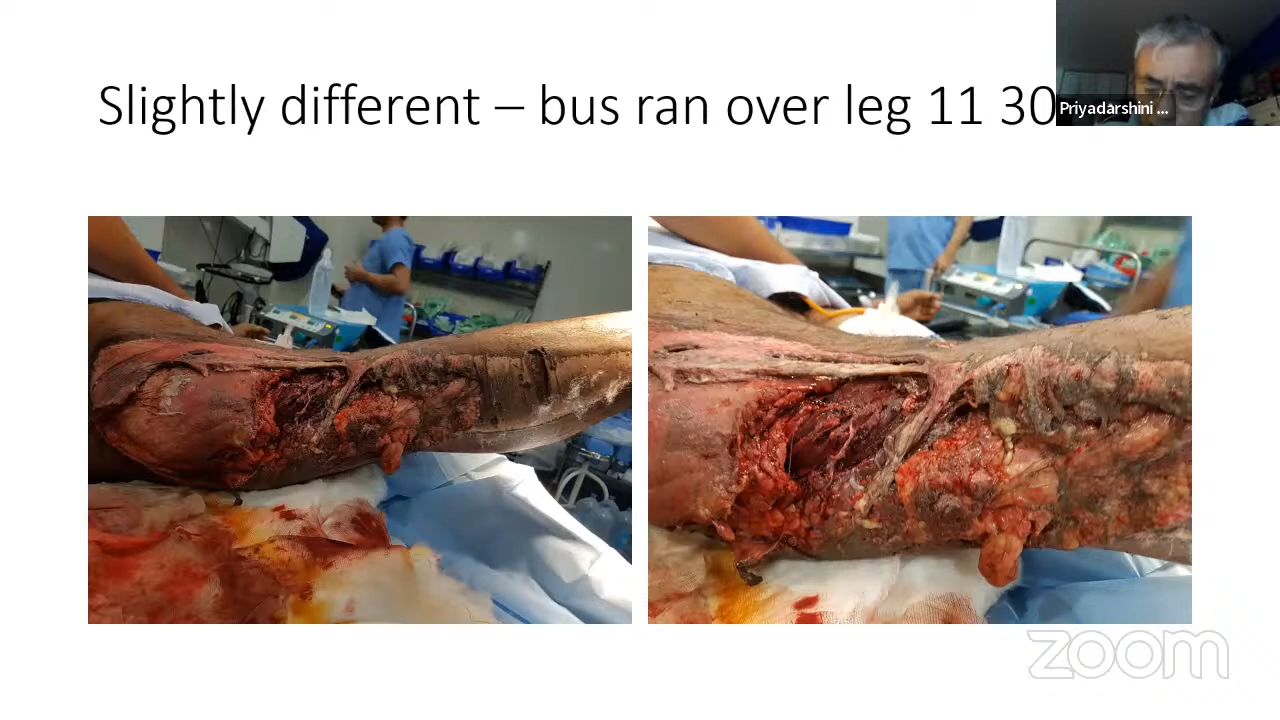 Slightly different – bus ran over leg 11 30
Priyadarshini ...
zoom